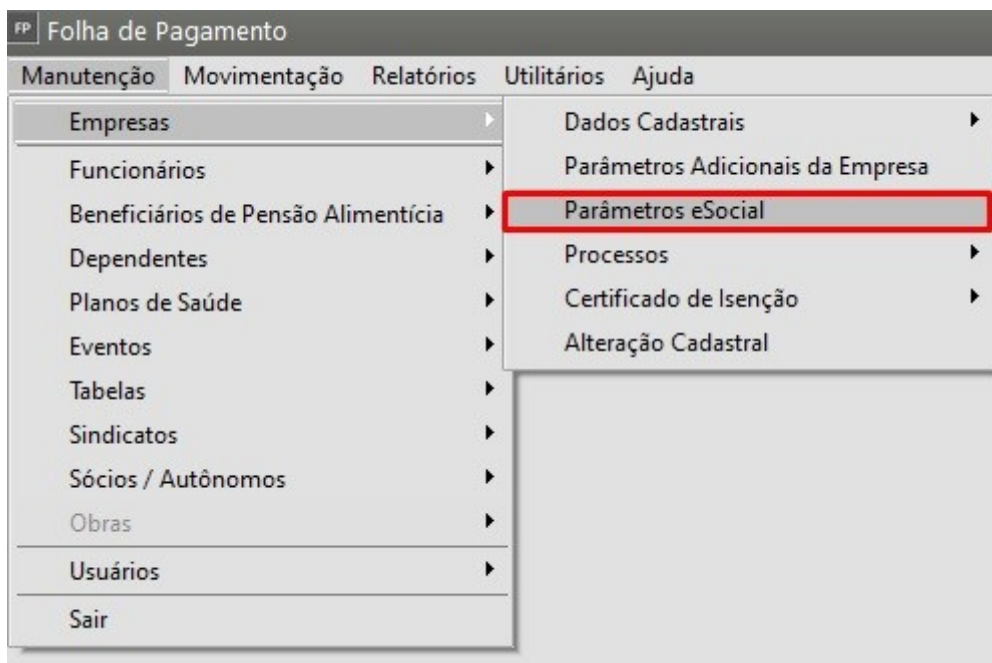 FP Folha de Pagamento
Manutenção Movimentação Relatórios Utilitários Ajuda
Empresas
Funcionários
Beneficiários de Pensão Alimentícia
Dependentes
Planos de Saúde
Eventos
Tabelas
Sindicatos
Sócios / Autônomos
Obras
Usuários
Sair
Dados Cadastrais
Parâmetros Adicionais da Empresa
Parâmetros eSocial
Processos
Certificado de Isenção
Alteração Cadastral